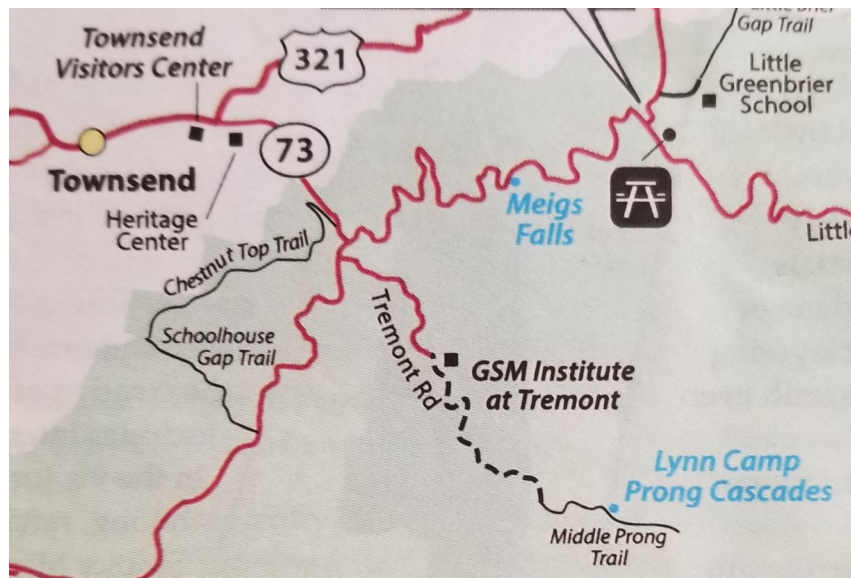 Townsend
Visitors Center
321
Gap Trail
Little
Greenbrier
School
73
Townsend
Heritage
Center
Meigs
Falls
Little
Chestnut Top Trail
Schoolhouse
Gap Trail
Tremont Rd
GSM Institute
at Tremont
Lynn Camp
Prong Cascades
Middle Prong
Trail